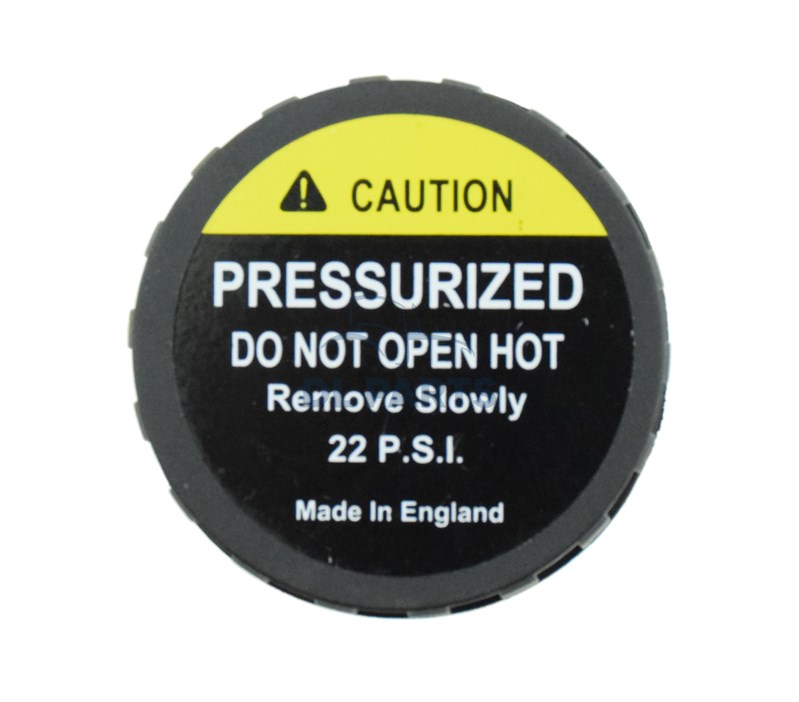 CAUTION
PRESSURIZED
DO NOT OPEN HOT
Remove Slowly
22 P.S.I.
Made In England